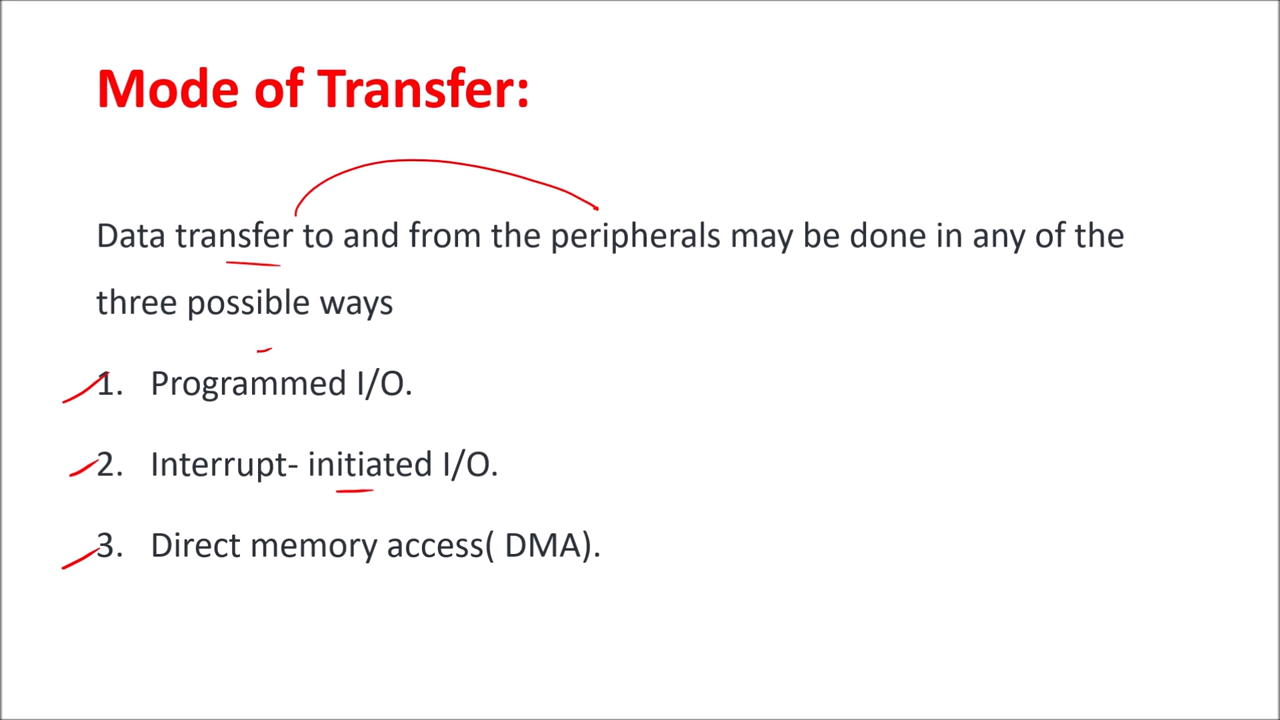 Mode of Transfer:
Data transfer to and from the peripherals may be done in any of the
three possible ways
1. Programmed I/O.
2. Interrupt- initiated I/O.
3. Direct memory access( DMA).